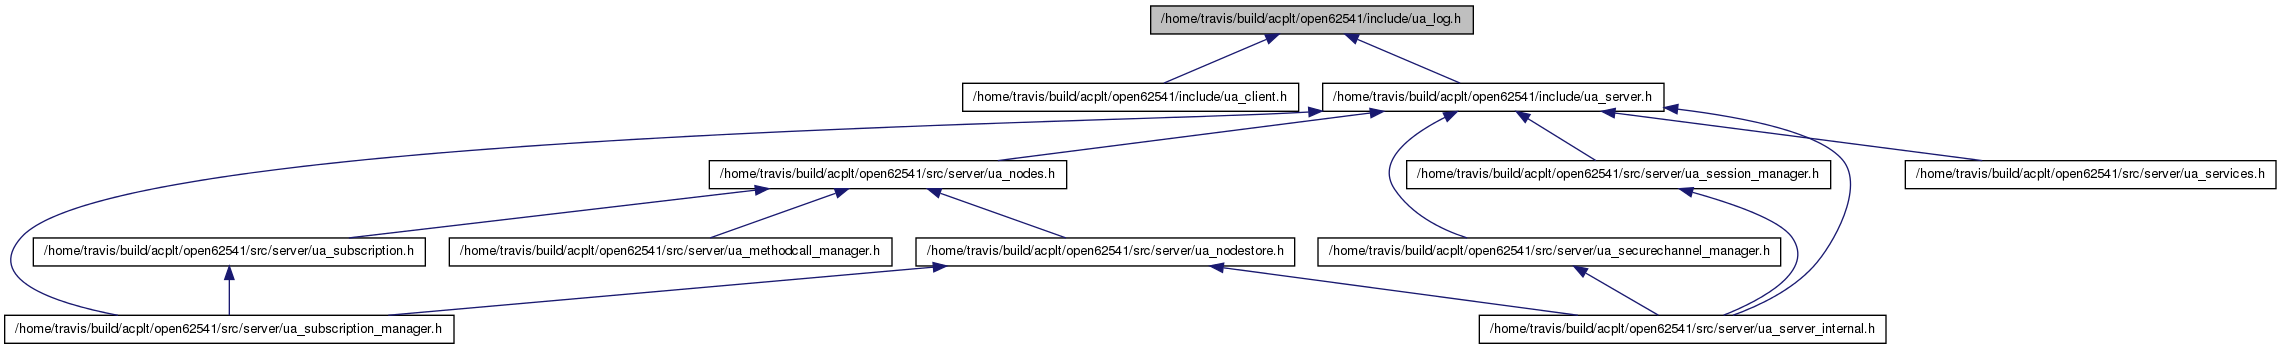 /home/travis/build/acplt/open62541/include/ua_log.h
/home/travis/build/acplt/open62541/include/ua_client.h
/home/travis/build/acplt/open62541/include/ua_server.h
/home/travis/build/acplt/open62541/src/server/ua_nodes.h
/home/travis/build/acplt/open62541/src/server/ua_session_manager.h
/home/travis/build/acplt/open62541/src/server/ua_services.h
/home/travis/build/acplt/open62541/src/server/ua_subscription.h
/home/travis/build/acplt/open62541/src/server/ua_methodcall_manager.h
/home/travis/build/acplt/open62541/src/server/ua_nodestore.h
/home/travis/build/acplt/open62541/src/server/ua_securechannel_manager.h
/home/travis/build/acplt/open62541/src/server/ua_subscription_manager.h
/home/travis/build/acplt/open62541/src/server/ua_server_internal.h